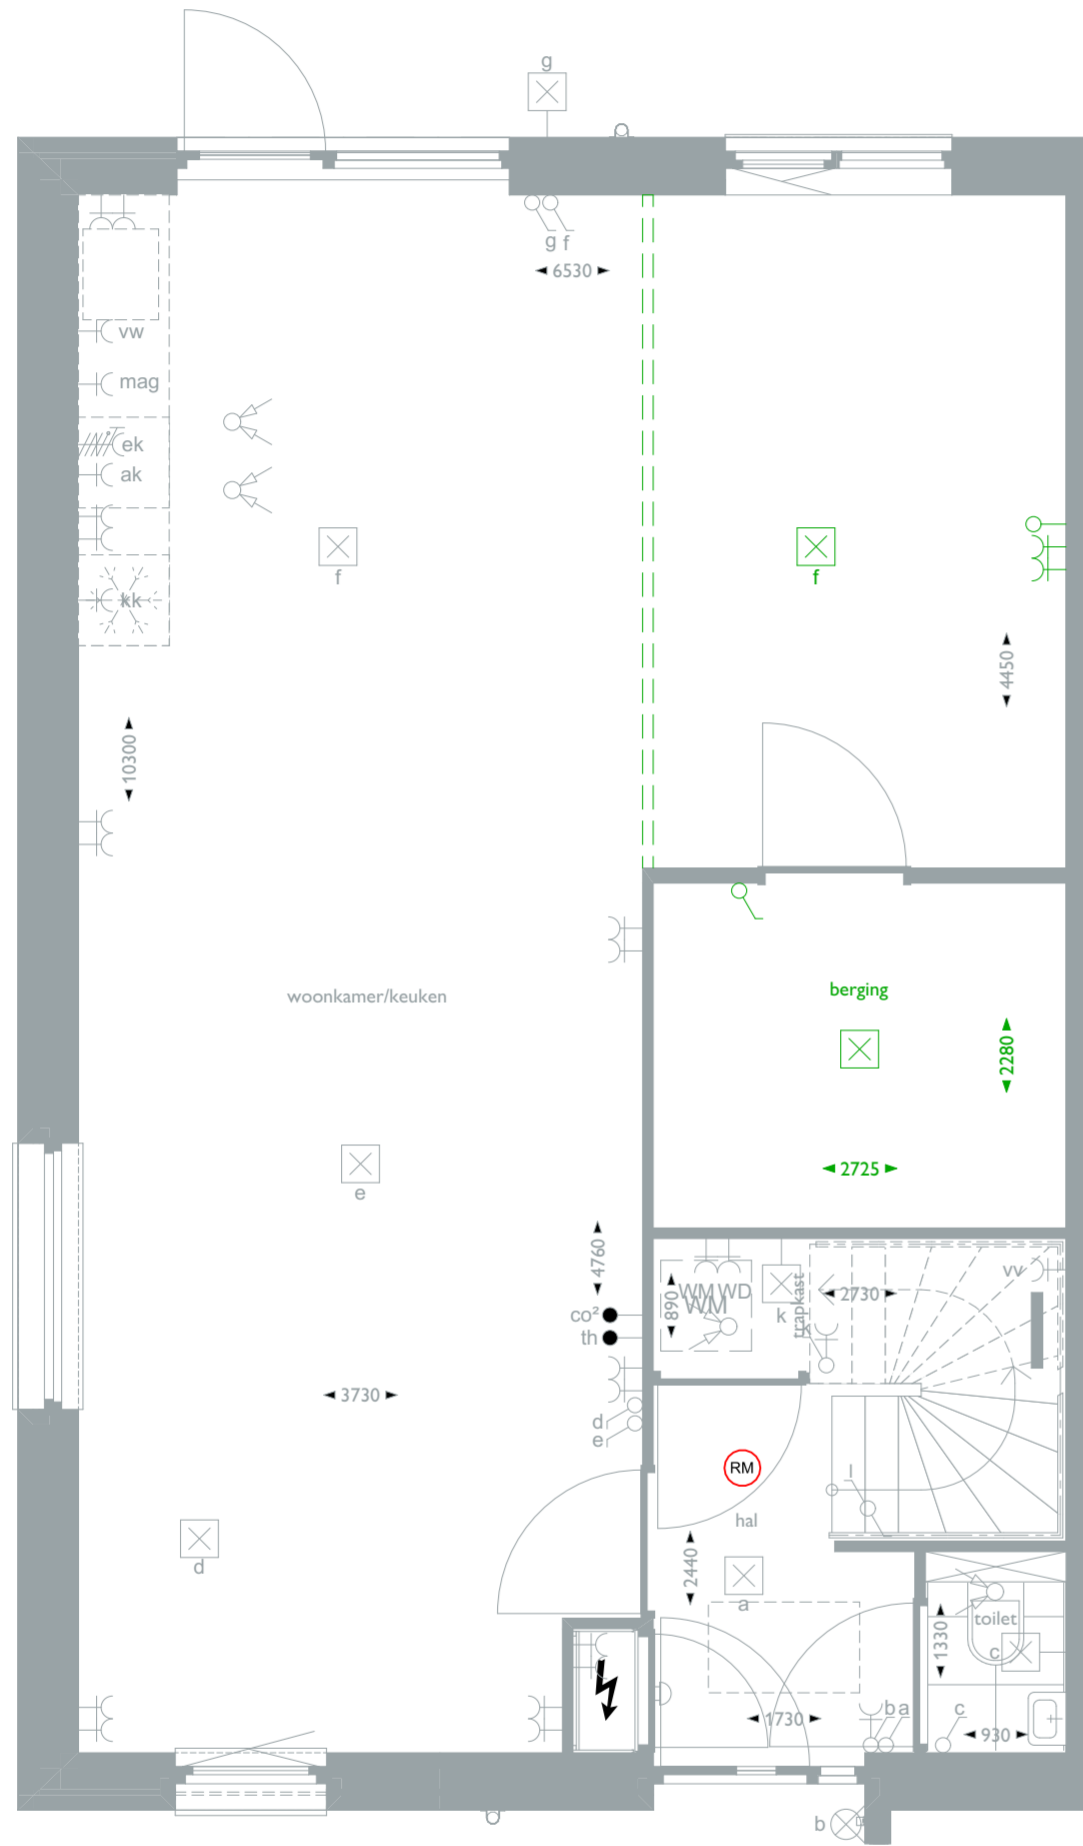 g
g f
6530
vw
mag
ek
ak
kk
f
f
4450
10300
woonkamer/keuken
berging
2280
2725
e
4760
890
WM WD
WM
k
trapkast
2730
vv
k
co²
th
3730
d
e
RM
hal
l
2440
a
d
toilet
c
1330
1730
b a
c
930
b